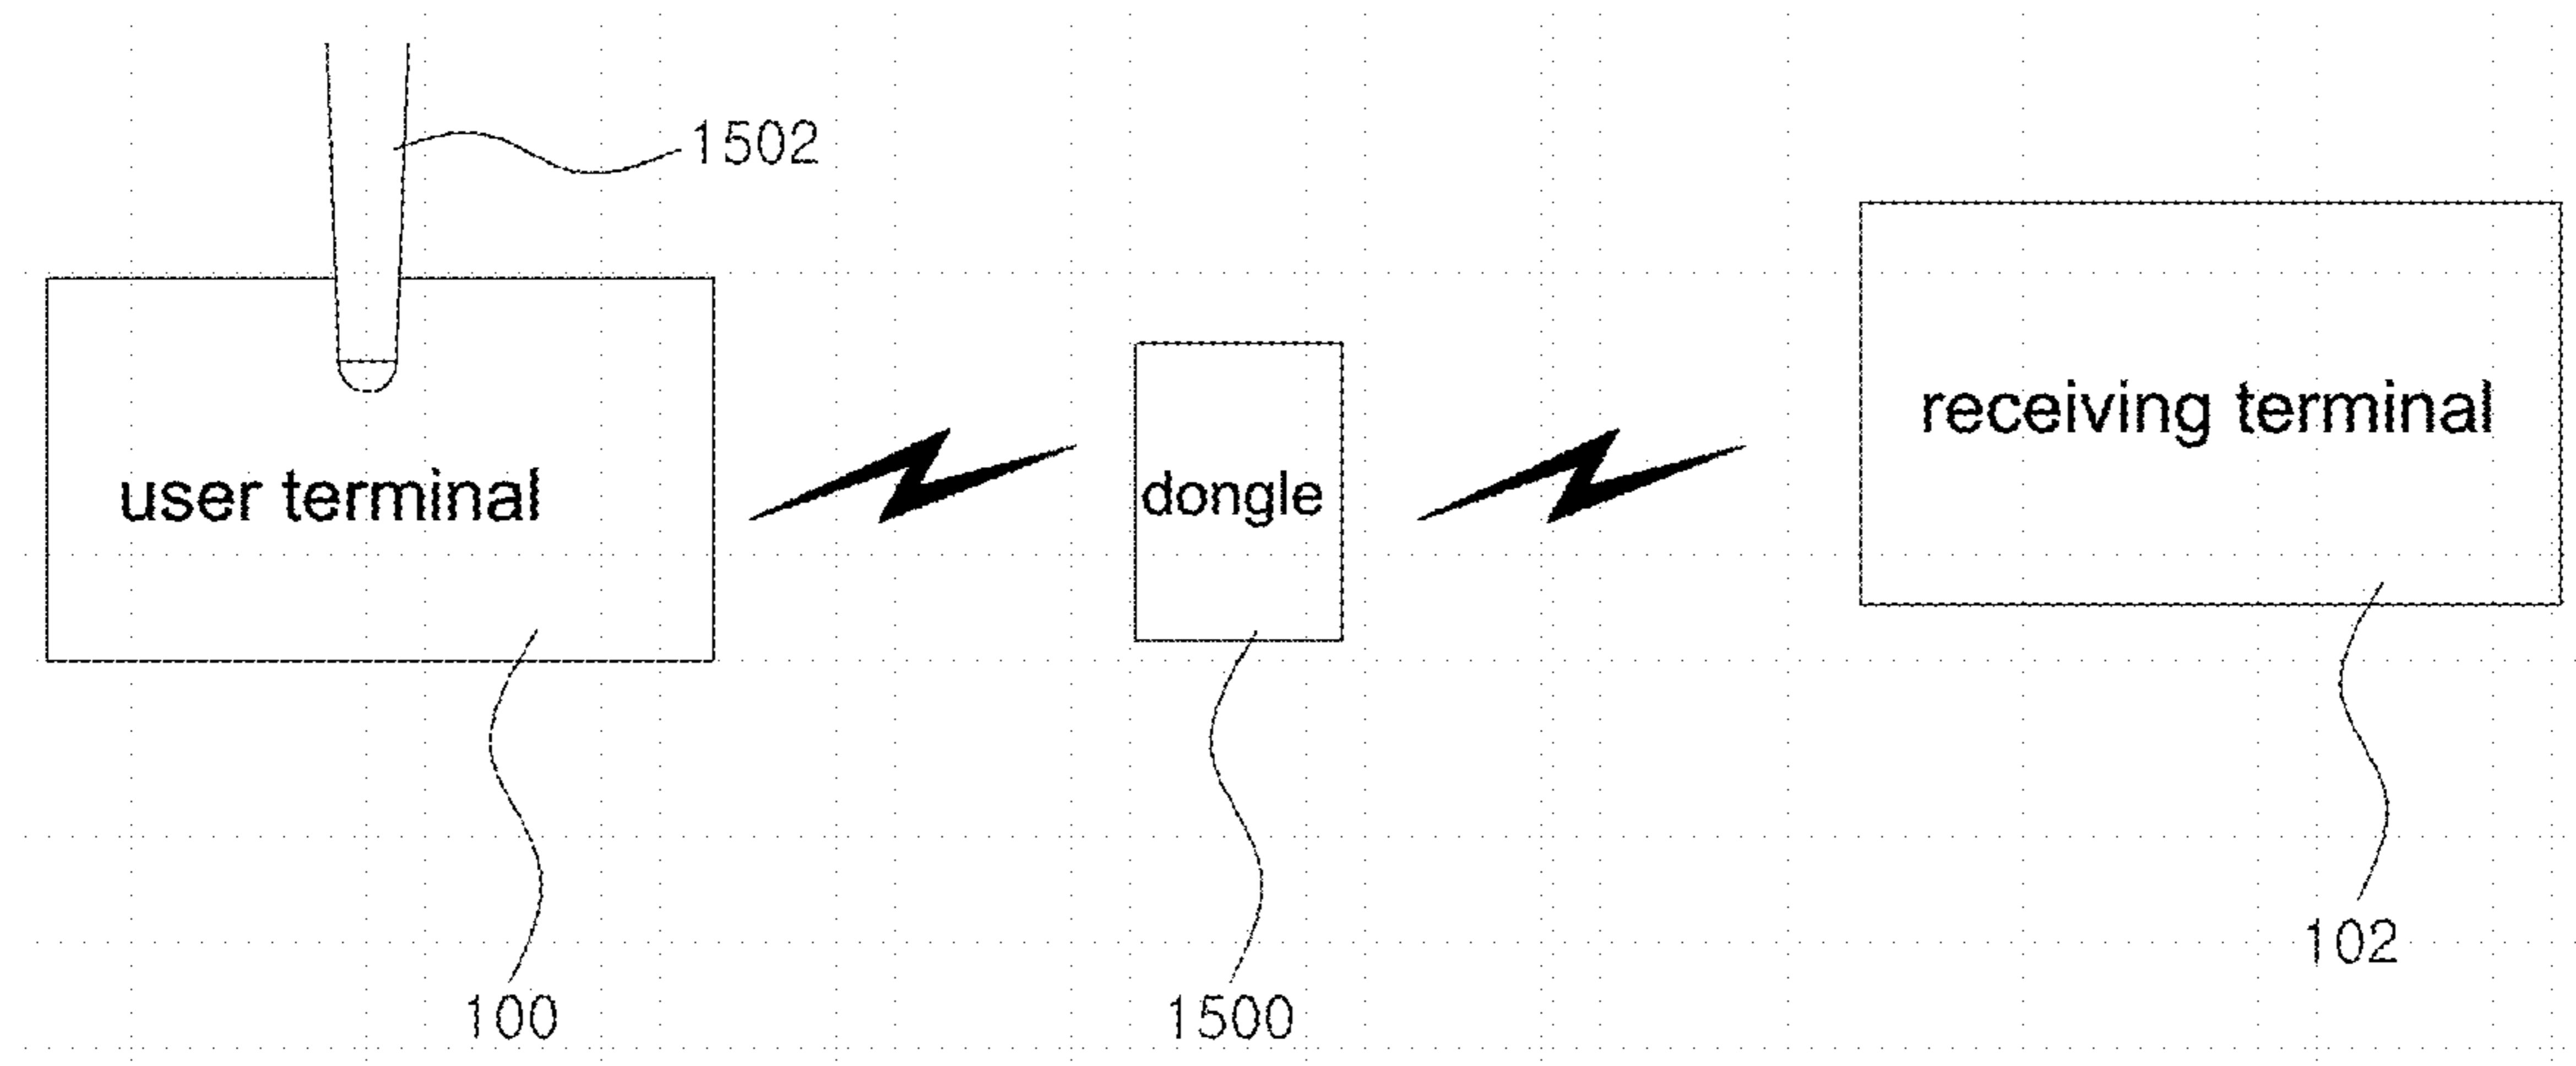 1502
receiving terminal
user terminal
dongle
102
100
1500